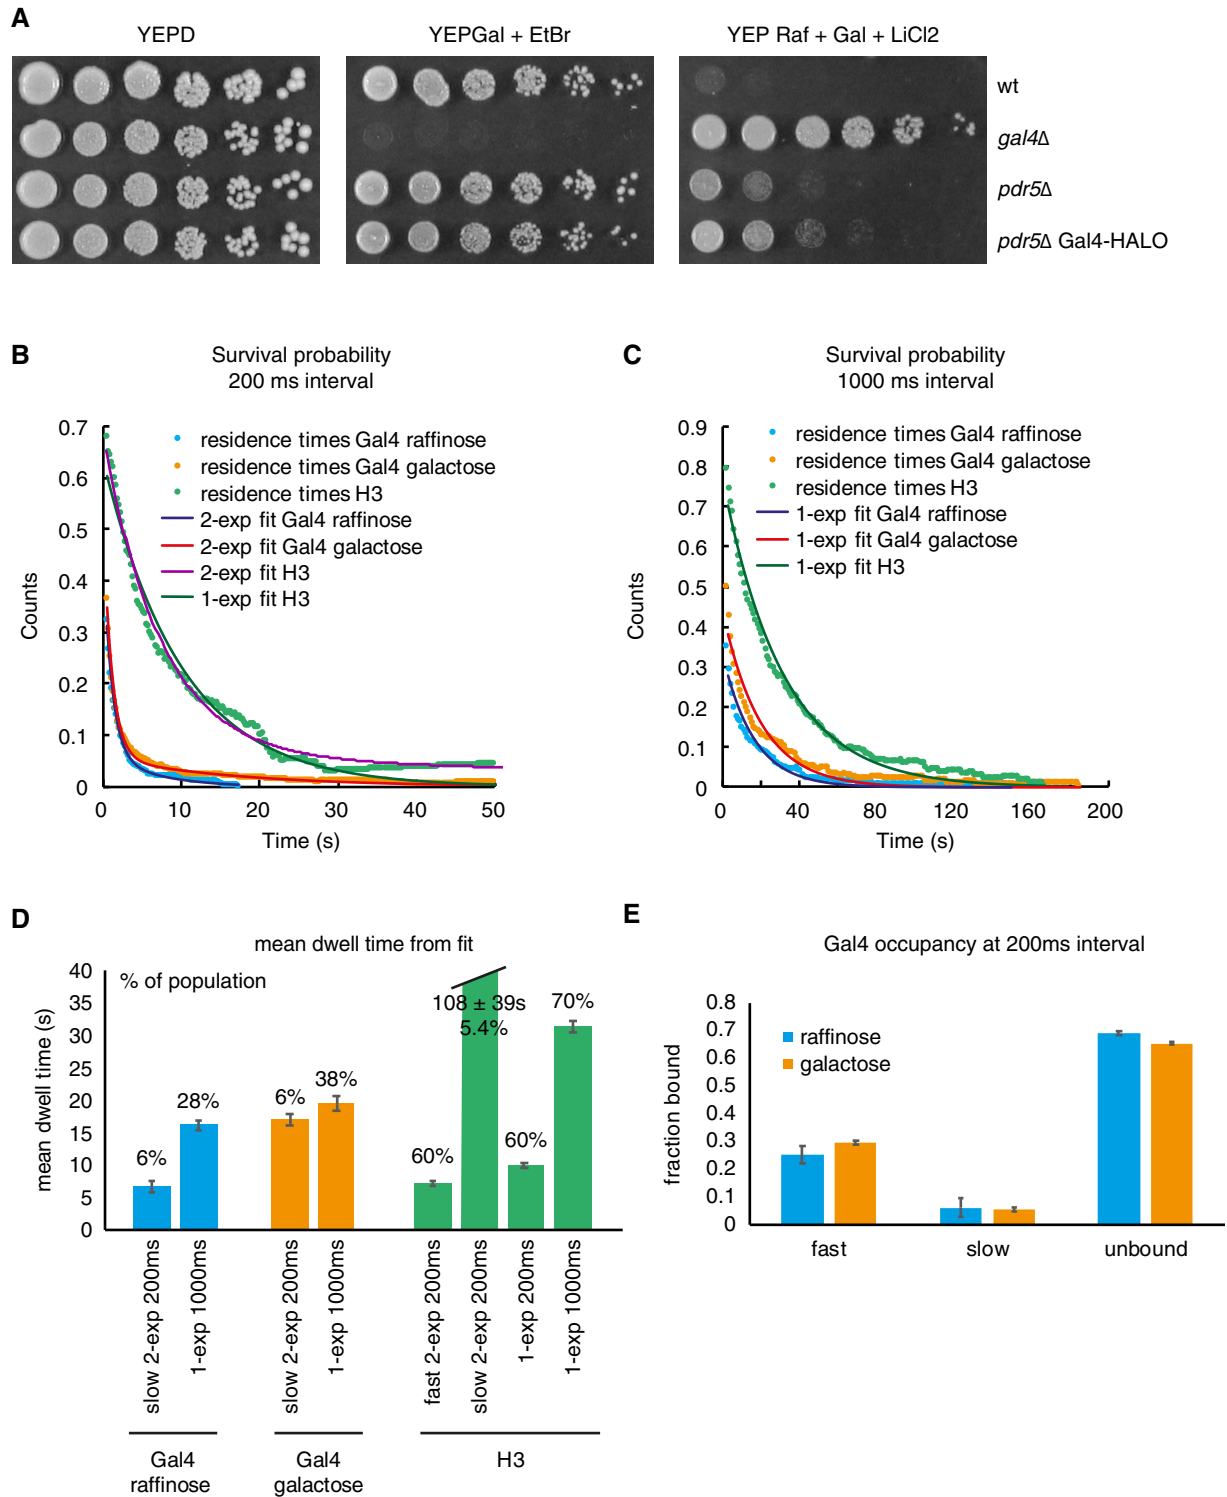 A
YEPD
YEPGal + EtBr
YEP Raf + Gal + LiCl2
wt
gal4Δ
pdr5Δ
pdr5Δ Gal4-HALO
B
Survival probability
200 ms interval
Counts
0.7
0.6
0.5
0.4
0.3
0.2
0.1
0
residence times Gal4 raffinose
residence times Gal4 galactose
residence times H3
2-exp fit Gal4 raffinose
2-exp fit Gal4 galactose
2-exp fit H3
1-exp fit H3
0 10 20 30 40 50
Time (s)
C
Survival probability
1000 ms interval
Counts
0.9
0.8
0.7
0.6
0.5
0.4
0.3
0.2
0.1
0
residence times Gal4 raffinose
residence times Gal4 galactose
residence times H3
1-exp fit Gal4 raffinose
1-exp fit Gal4 galactose
1-exp fit H3
0 40 80 120 160 200
Time (s)
D
mean dwell time from fit
% of population
mean dwell time (s)
40
35
30
25
20
15
10
5
0
6%
28%
6%
38%
60%
108 ± 39s
5.4%
60%
70%
slow 2-exp 200ms
1-exp 1000ms
slow 2-exp 200ms
1-exp 1000ms
fast 2-exp 200ms
slow 2-exp 200ms
1-exp 200ms
1-exp 1000ms
Gal4
raffinose
Gal4
galactose
H3
E
Gal4 occupancy at 200ms interval
fraction bound
0.8
0.7
0.6
0.5
0.4
0.3
0.2
0.1
0
raffinose
galactose
fast
slow
unbound